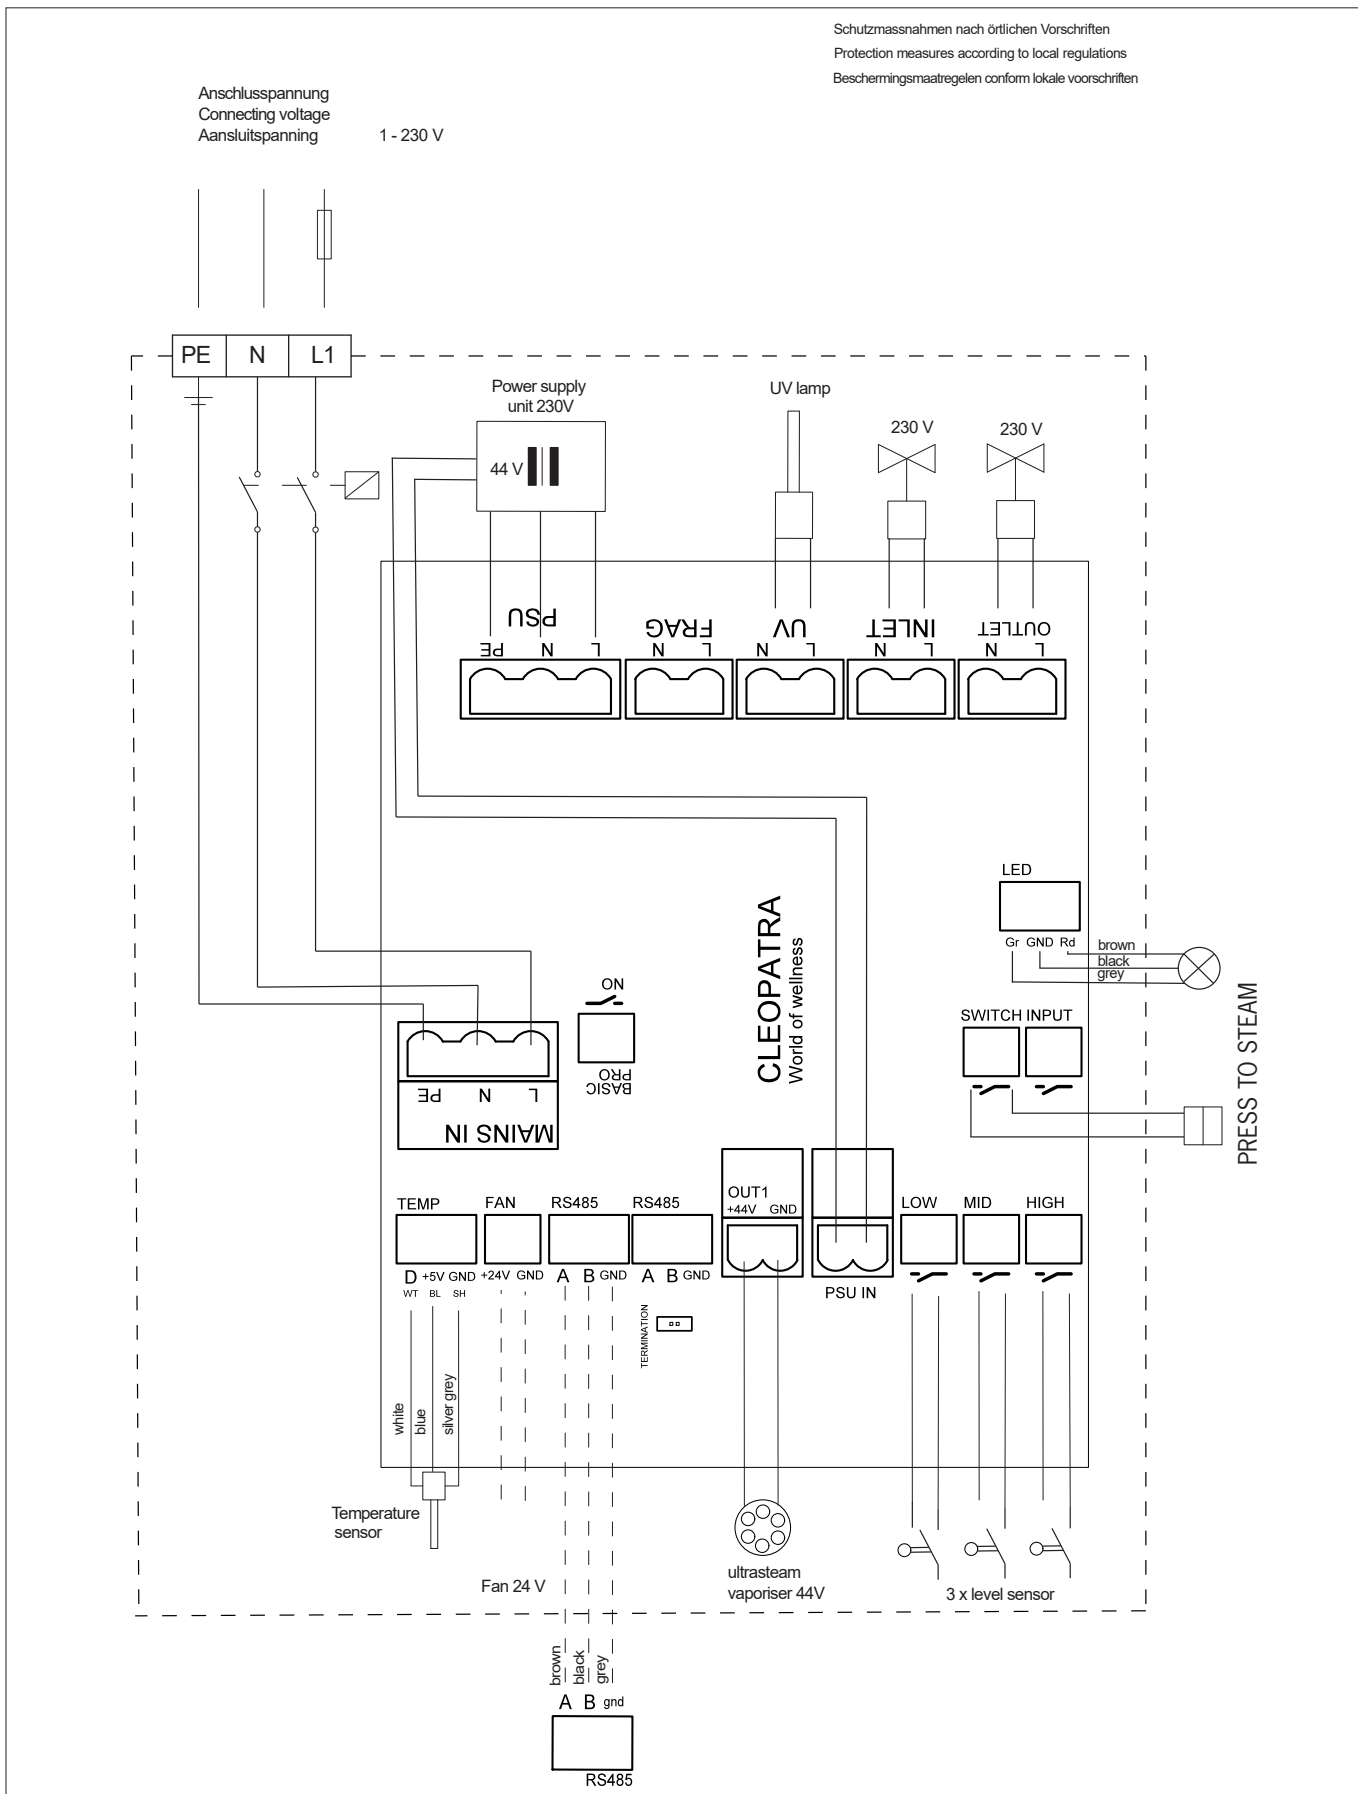 Schutzmassnahmen nach örtlichen Vorschriften
Protection measures according to local regulations
Beschermingsmaatregelen conform lokale voorschriften
Anschlusspannung
Connecting voltage
Aansluitspanning 1 - 230 V
PE N L1
Power supply
unit 230V
44 V
UV lamp
230 V
230 V
PSU
PE N L
FRAG
N L
UV
N L
INLET
N L
OUTLET
N L
LED
Gr GND Rd
brown
black
grey
CLEOPATRA
World of wellness
ON
BASIC
PRO
SWITCH INPUT
PRESS TO STEAM
PE N L
MAINS IN
TEMP
D +5V GND
WT BL SH
FAN
+24V GND
RS485
A B GND
RS485
A B GND
TERMINATION
OUT1
+44V GND
PSU IN
LOW MID HIGH
white
blue
silver grey
Temperature
sensor
Fan 24 V
ultrasteam
vaporiser 44V
3 x level sensor
brown
black
grey
A B gnd
RS485